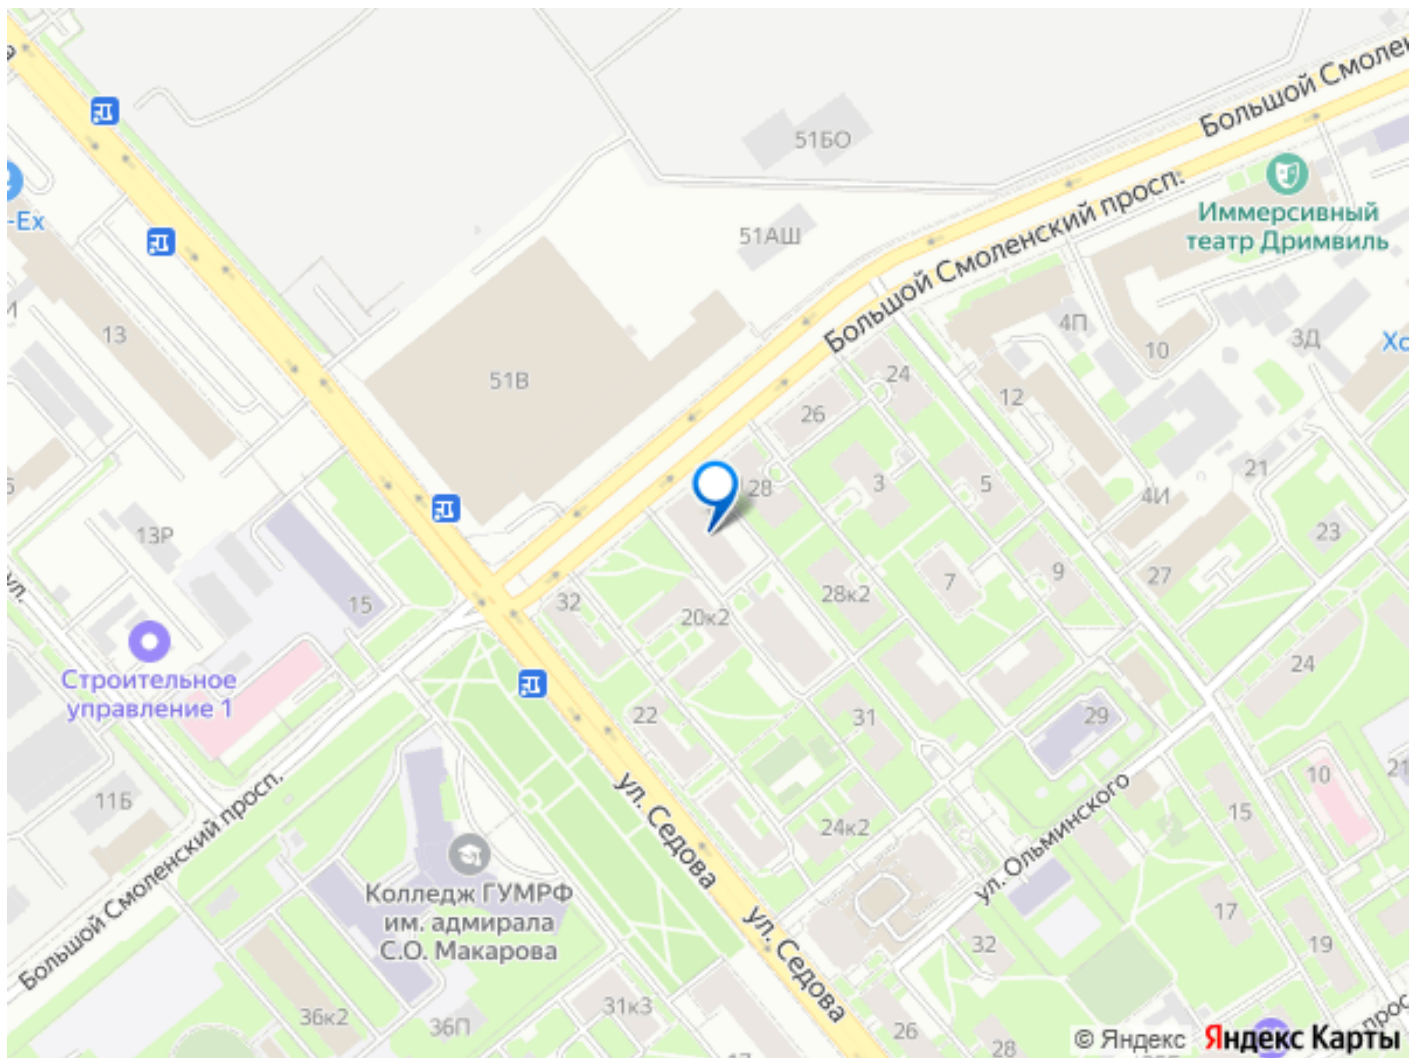 Большой Смоленский просп.
Большой Смолен
51БО
Иммерсивный
театр Дримвиль
51АШ
-Ex
13
4П
3Д
10
Хо
51В
24
12
26
28
3
5
4И
21
23
13Р
9
27
7
15
32
28к2
20к2
Строительное
управление 1
ул.
24
22
31
29
10
21
11Б
15
Большой Смоленский просп.
ул. Седова
24к2
ул. Ольминского
Колледж ГУМРФ
им. адмирала
С.О. Макарова
17
ул. Седова
32
19
31к3
36к2
36П
26
28
17
прос
© Яндекс
Яндекс Карты